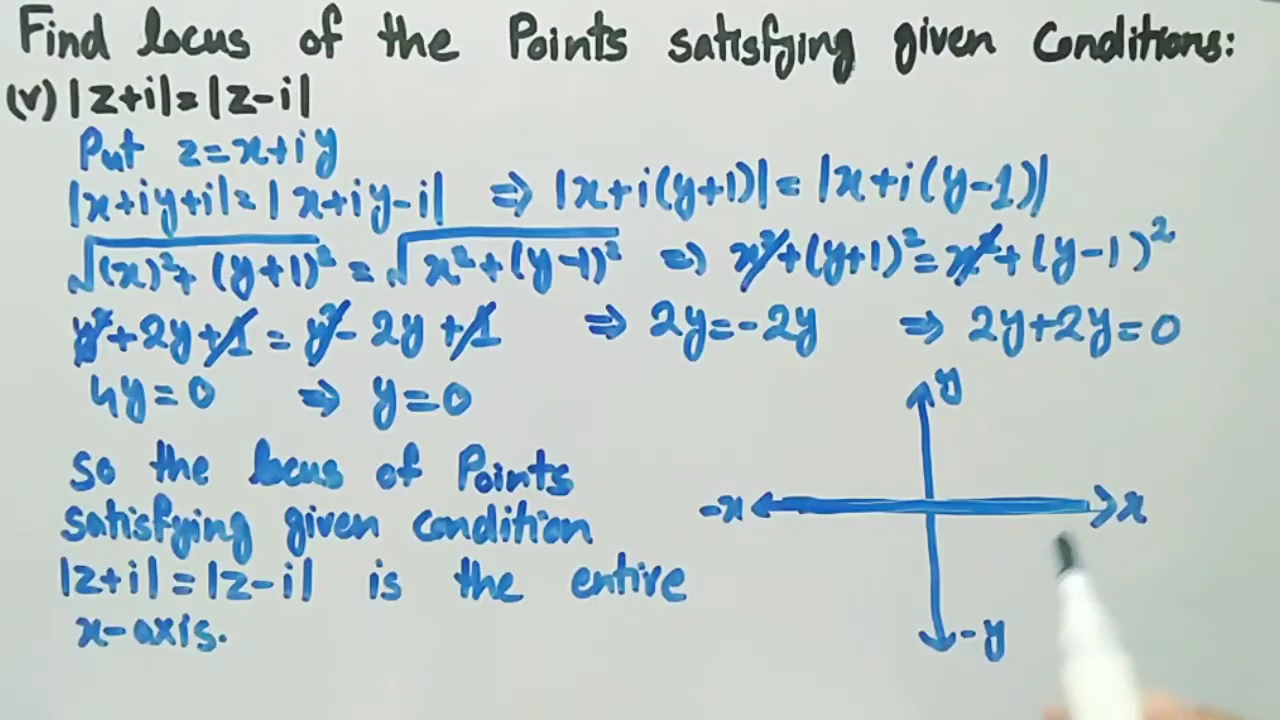 Find locus of the Points satisfying given Conditions:
(v) |z+i|=|z-i|
Put z=x+iy
|x+iy+i|=|x+iy-i| ⇒ |x+i(y+1)|=|x+i(y-1)|
√(x)²+(y+1)² = √x²+(y-1)² ⇒ x²+(y+1)²=x²+(y-1)²
y²+2y+1=y²-2y+1 ⇒ 2y=-2y ⇒ 2y+2y=0
4y=0 ⇒ y=0
So the locus of Points
satisfying given condition
|z+i|=|z-i| is the entire
x-axis.
y
-x x
-y